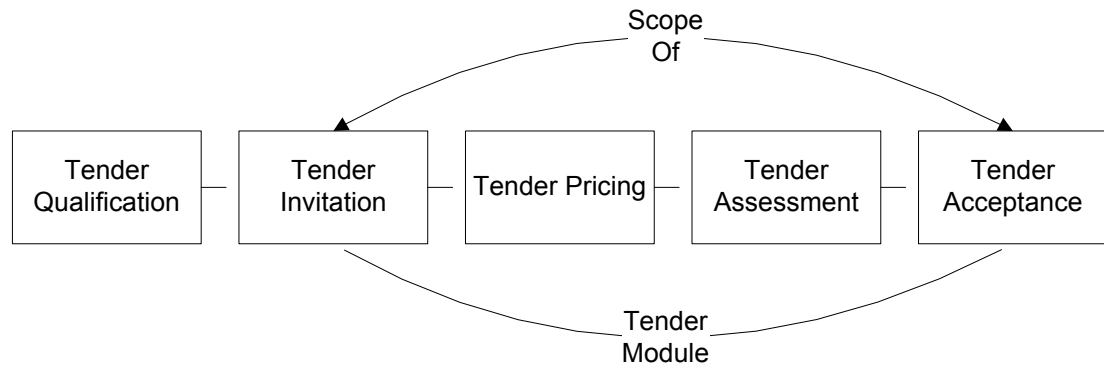 Scope
Of
Tender
Qualification
Tender
Invitation
Tender Pricing
Tender
Assessment
Tender
Acceptance
Tender
Module